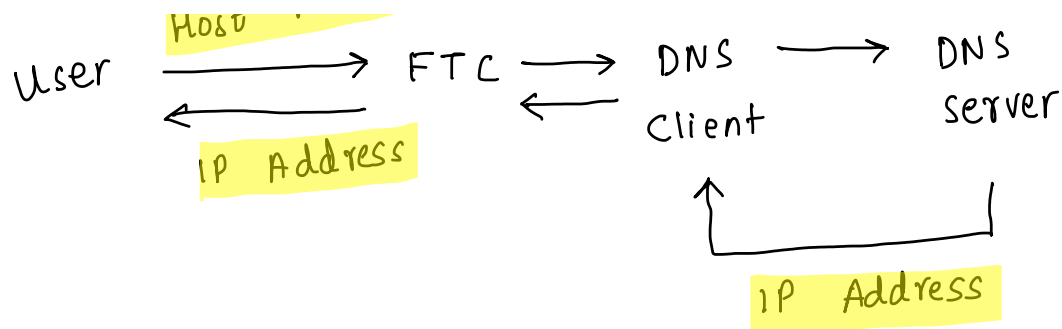 Host
User
FTC
DNS
Client
DNS
Server
IP Address
IP Address